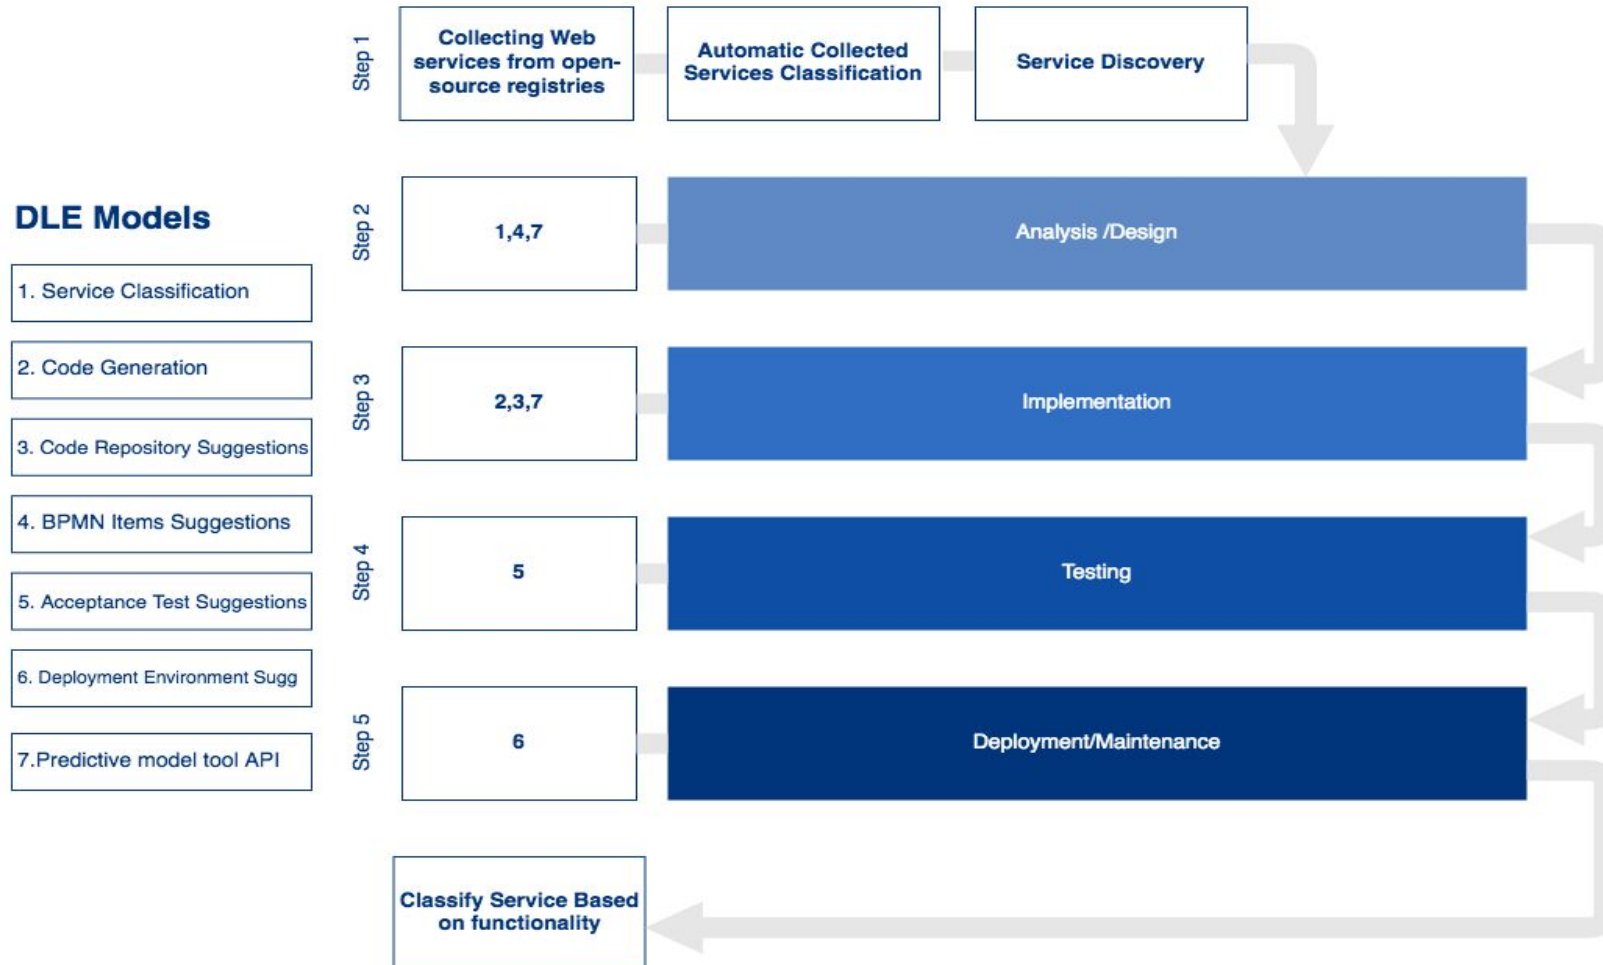 Step 1
Collecting Web
services from open-
source registries
Automatic Collected
Services Classification
Service Discovery
DLE Models
1. Service Classification
2. Code Generation
3. Code Repository Suggestions
4. BPMN Items Suggestions
5. Acceptance Test Suggestions
6. Deployment Environment Sugg
7.Predictive model tool API
Step 2
1,4,7
Analysis /Design
Step 3
2,3,7
Implementation
Step 4
5
Testing
Step 5
6
Deployment/Maintenance
Classify Service Based
on functionality